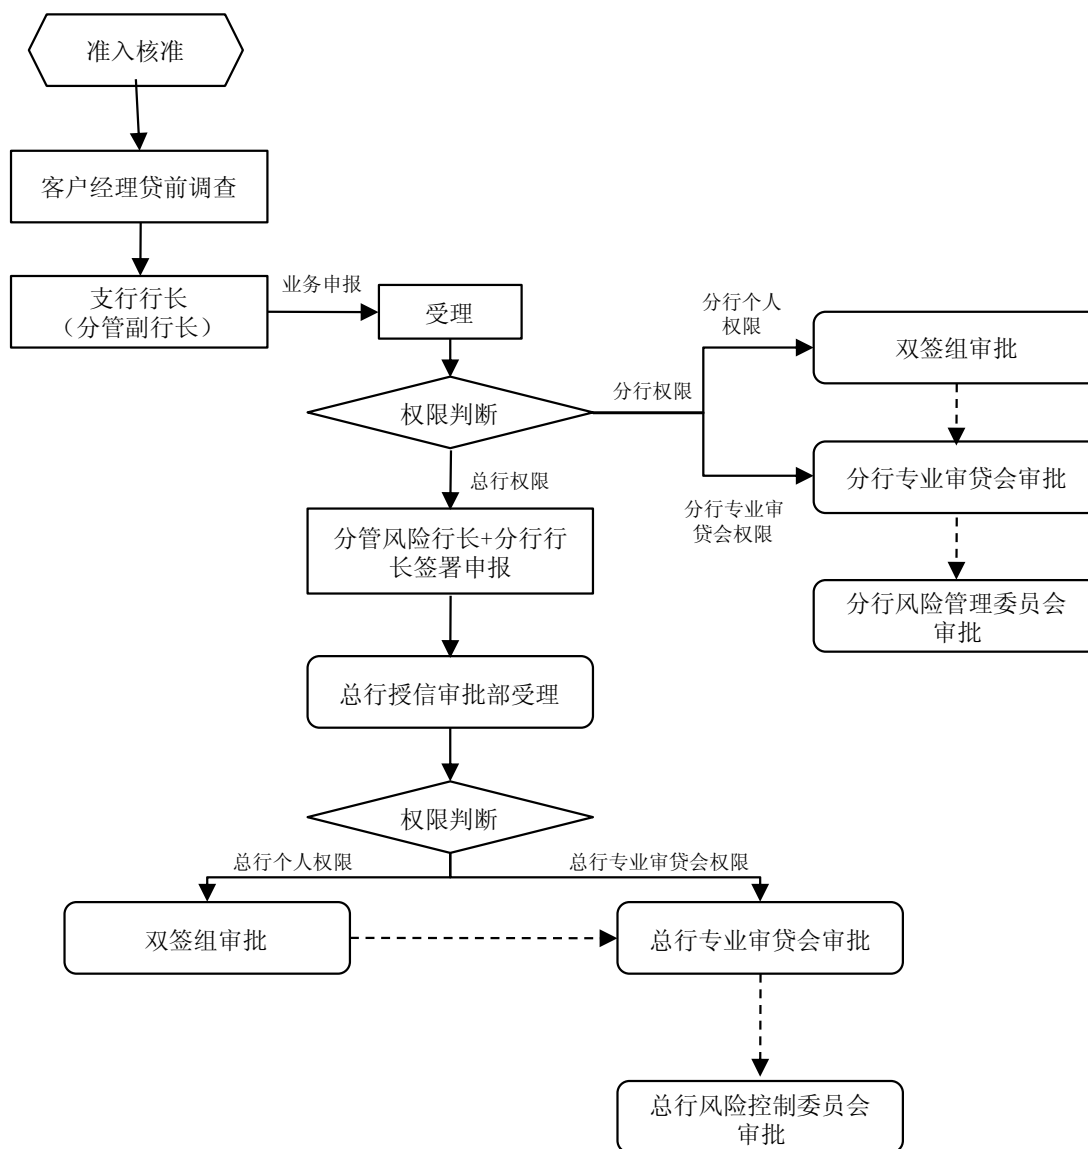 准入核准
客户经理贷前调查
支行行长
（分管副行长）
业务申报
受理
权限判断
分行权限
分行个人
权限
双签组审批
分行专业审
贷会权限
分行专业审贷会审批
分行风险管理委员会
审批
总行权限
分管风险行长+分行行
长签署申报
总行授信审批部受理
权限判断
总行个人权限
总行专业审贷会权限
双签组审批
总行专业审贷会审批
总行风险控制委员会
审批